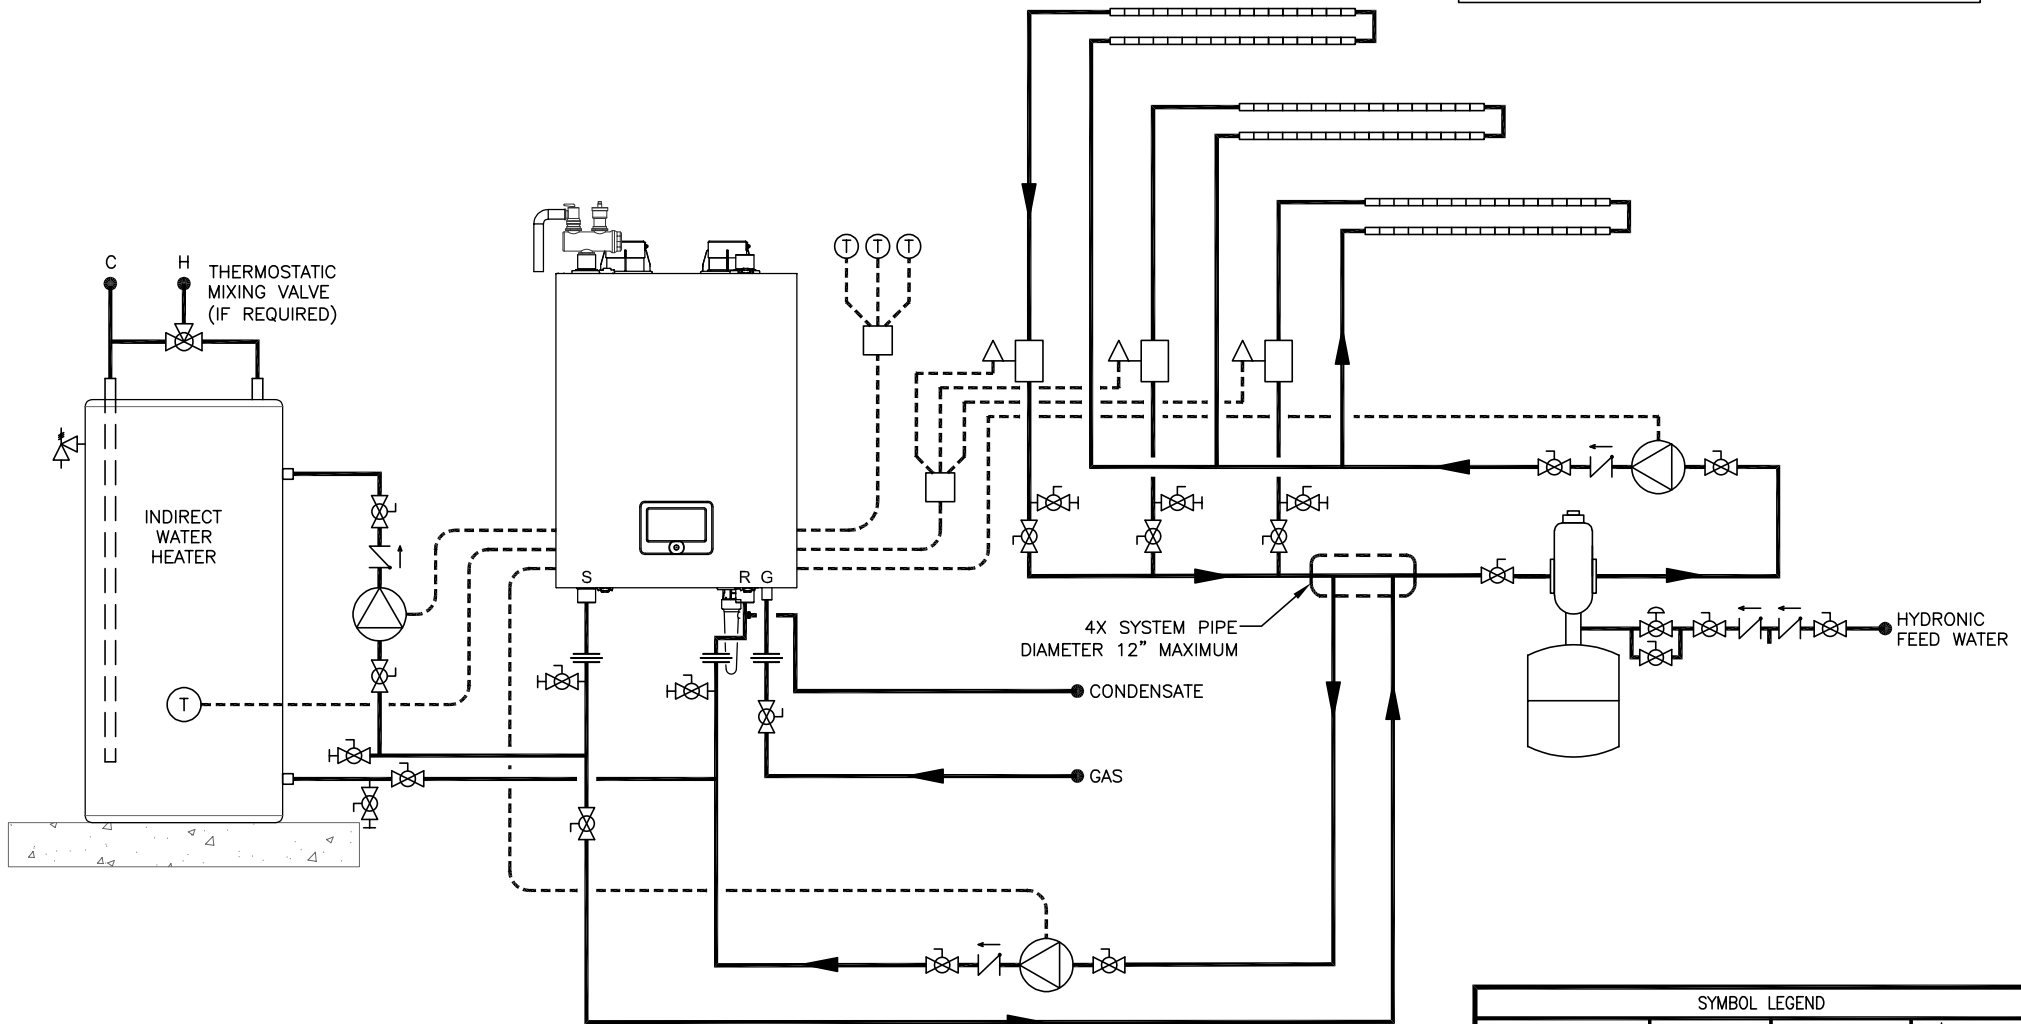 C
H
THERMOSTATIC
MIXING VALVE
(IF REQUIRED)
T T T
INDIRECT
WATER
HEATER
S
R G
4X SYSTEM PIPE
DIAMETER 12" MAXIMUM
HYDRONIC
FEED WATER
T
CONDENSATE
GAS
SYMBOL LEGEND